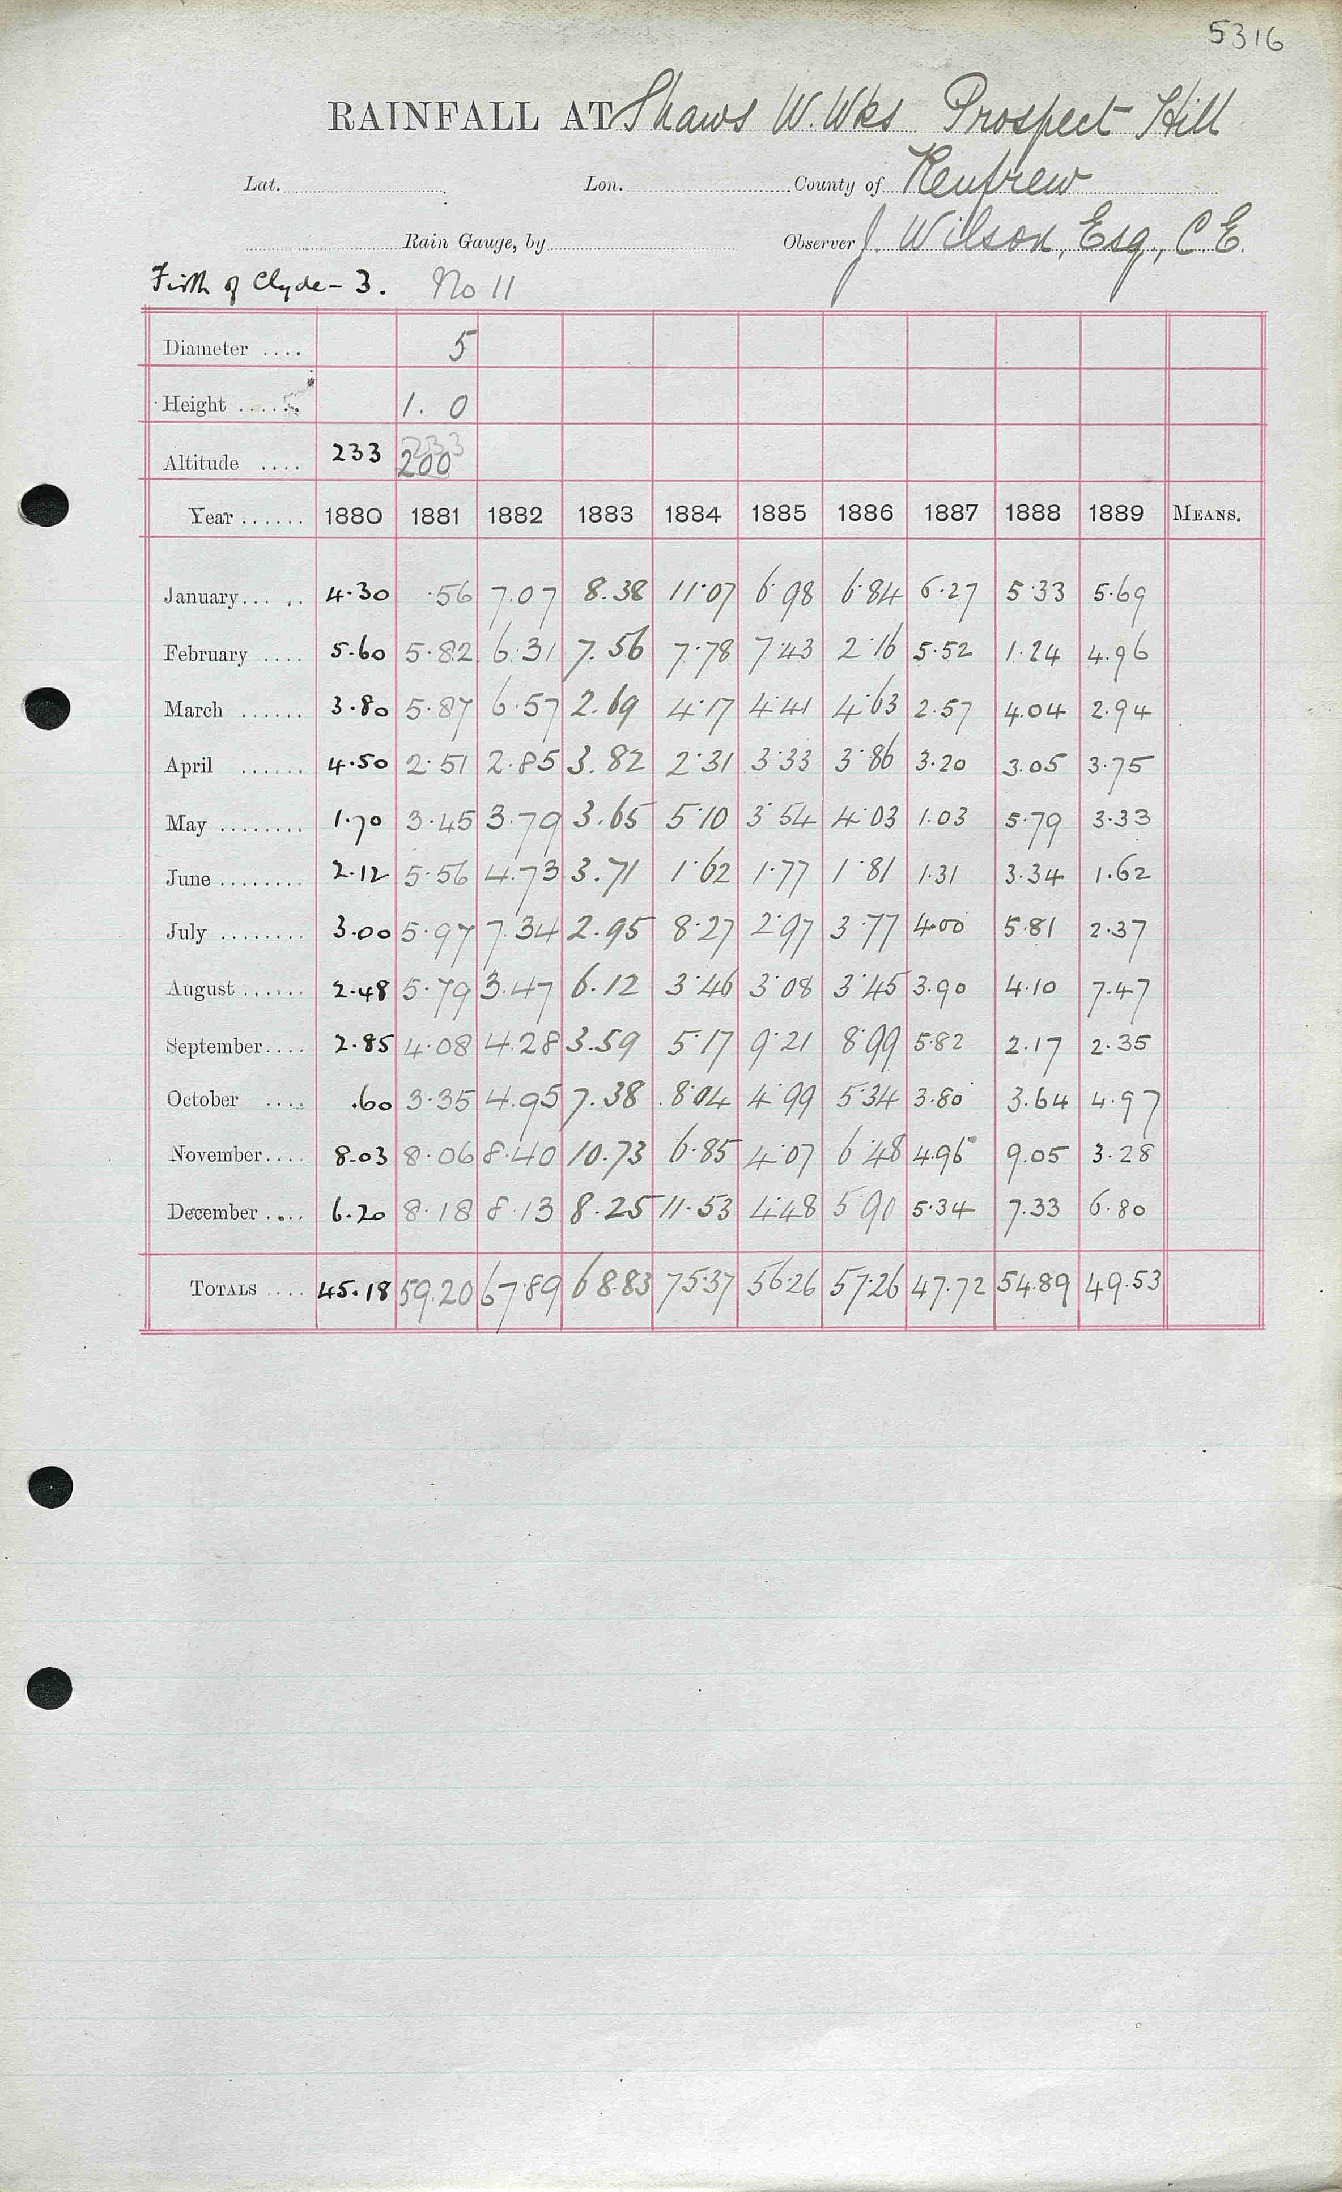 5316
RAINFALL AT Shaws W. Wks Prospect Hill
Lat. Lon. County of Renfrew
Rain Gauge, by Observer J. Wilson, Esq., C.E.
Firth of Clyde - 3. No 11
Diameter .... 5
Height ...... 1. 0
Altitude .... 233 233 200
Year ...... 1880 1881 1882 1883 1884 1885 1886 1887 1888 1889 MEANS.
January... .. 4.30 .56 7.07 8.38 11.07 6.98 6.84 6.27 5.33 5.69
February .... 5.60 5.82 6.31 7.56 7.78 7.43 2.16 5.52 1.24 4.96
March ...... 3.80 5.87 6.57 2.69 4.17 4.41 4.63 2.57 4.04 2.94
April ...... 4.50 2.51 2.85 3.82 2.31 3.33 3.86 3.20 3.05 3.75
May ........ 1.70 3.45 3.79 3.65 5.10 3.54 4.03 1.03 5.79 3.33
June ........ 2.12 5.56 4.73 3.71 1.62 1.77 1.81 1.31 3.34 1.62
July ........ 3.00 5.97 7.34 2.95 8.27 2.97 3.77 4.00 5.81 2.37
August ...... 2.48 5.79 3.47 6.12 3.46 3.08 3.45 3.90 4.10 7.47
September.... 2.85 4.08 4.28 3.59 5.17 9.21 8.99 5.82 2.17 2.35
October .... .60 3.35 4.95 7.38 8.04 4.99 5.34 3.80 3.64 4.97
November.... 8.03 8.06 8.40 10.73 6.85 4.07 6.48 4.96 9.05 3.28
December .... 6.20 8.18 8.13 8.25 11.53 4.48 5.90 5.34 7.33 6.80
TOTALS .... 45.18 59.20 67.89 68.83 75.37 56.26 57.26 47.72 54.89 49.53